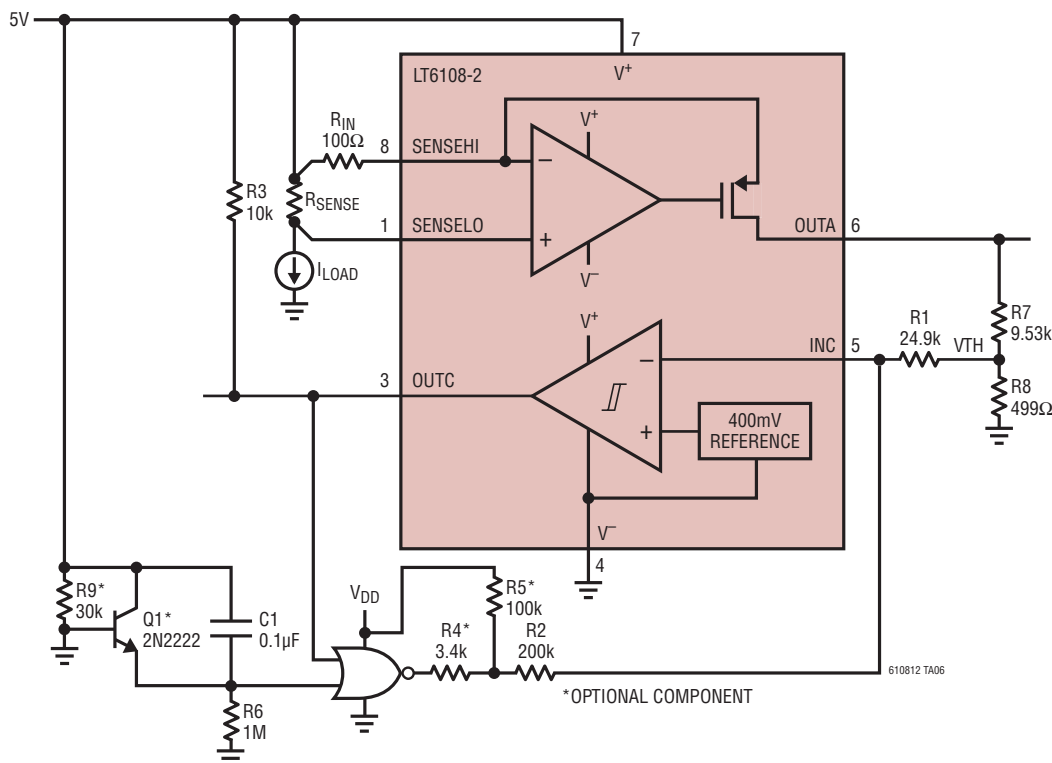 5V
7
V+
LT6108-2
RIN
100Ω
8
SENSEHI
V+
−
R3
10k
RSENSE
1
SENSELO
+
OUTA
6
V−
ILOAD
V+
R1
24.9k
R7
9.53k
INC
5
VTH
−
3
OUTC
R8
499Ω
400mV
REFERENCE
+
V−
4
R9*
30k
Q1*
2N2222
C1
0.1µF
VDD
R5*
100k
R4*
3.4k
R2
200k
610812 TA06
*OPTIONAL COMPONENT
R6
1M